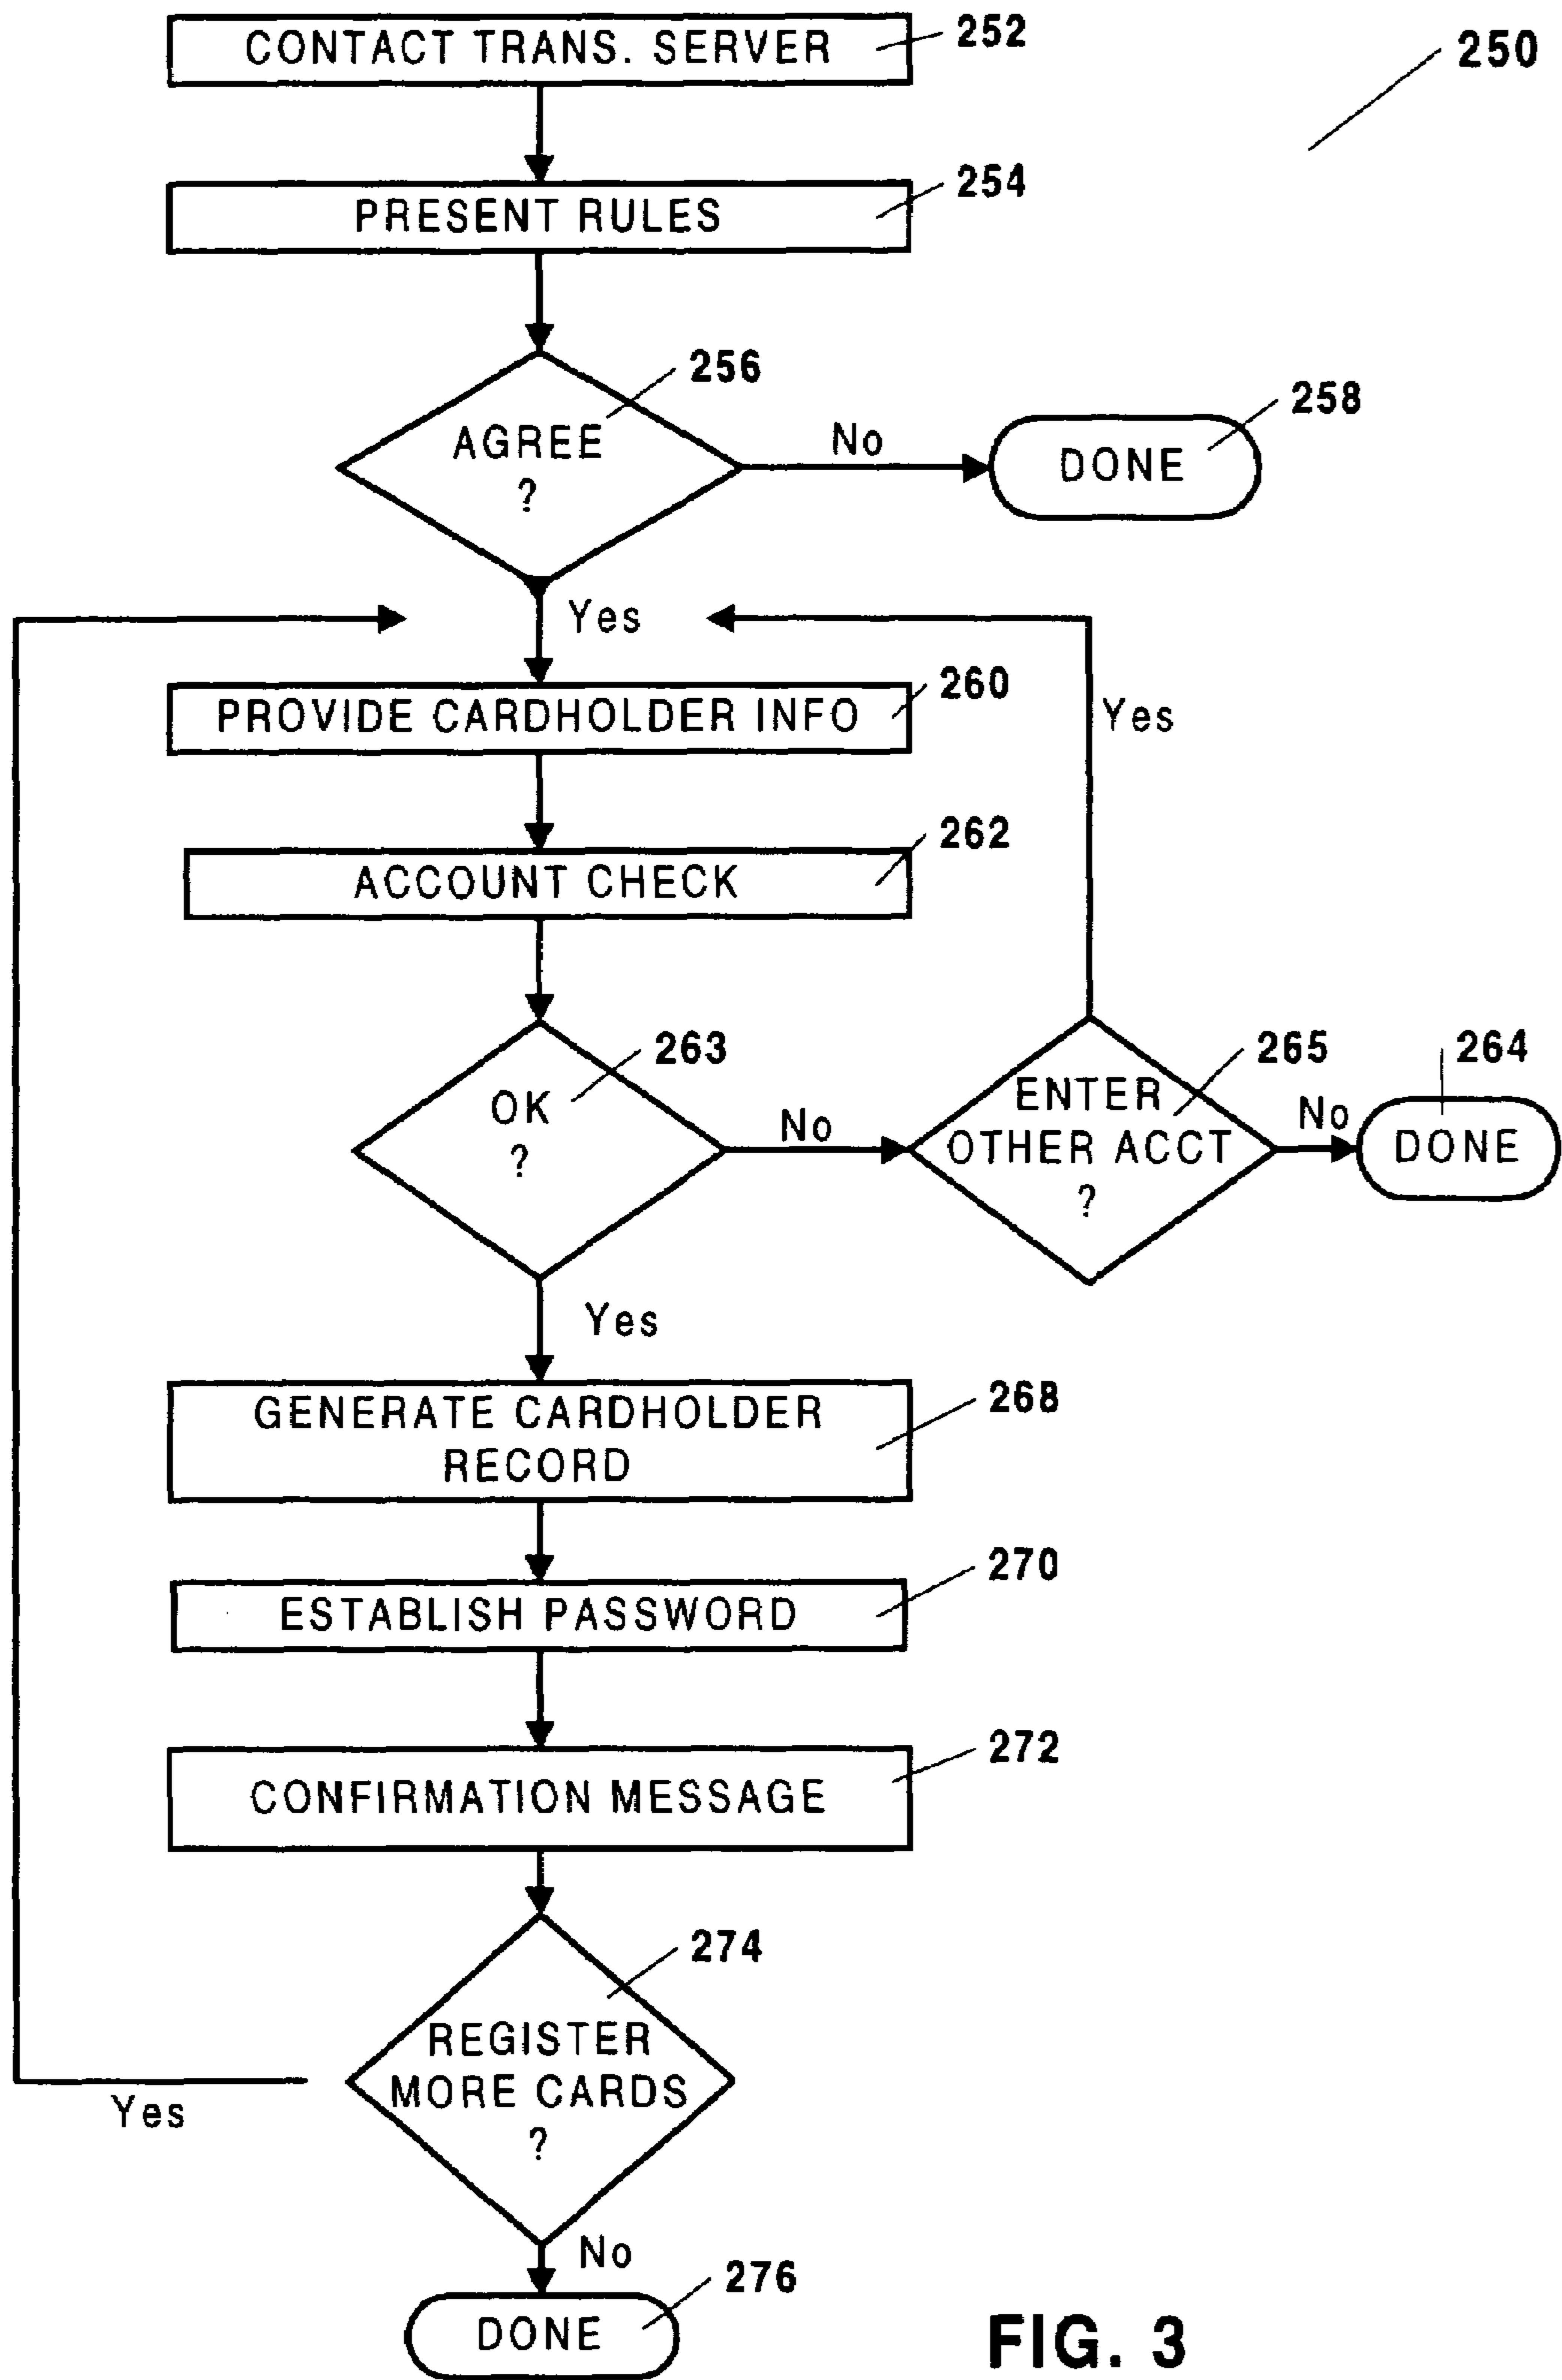 CONTACT TRANS. SERVER
252
250
PRESENT RULES
254
256
AGREE
?
No
258
DONE
Yes
260
PROVIDE CARDHOLDER INFO
Yes
262
ACCOUNT CHECK
263
OK
?
No
265
ENTER
OTHER ACCT
?
No
264
DONE
Yes
GENERATE CARDHOLDER
RECORD
268
270
ESTABLISH PASSWORD
272
CONFIRMATION MESSAGE
274
REGISTER
MORE CARDS
?
Yes
No
276
DONE
FIG. 3